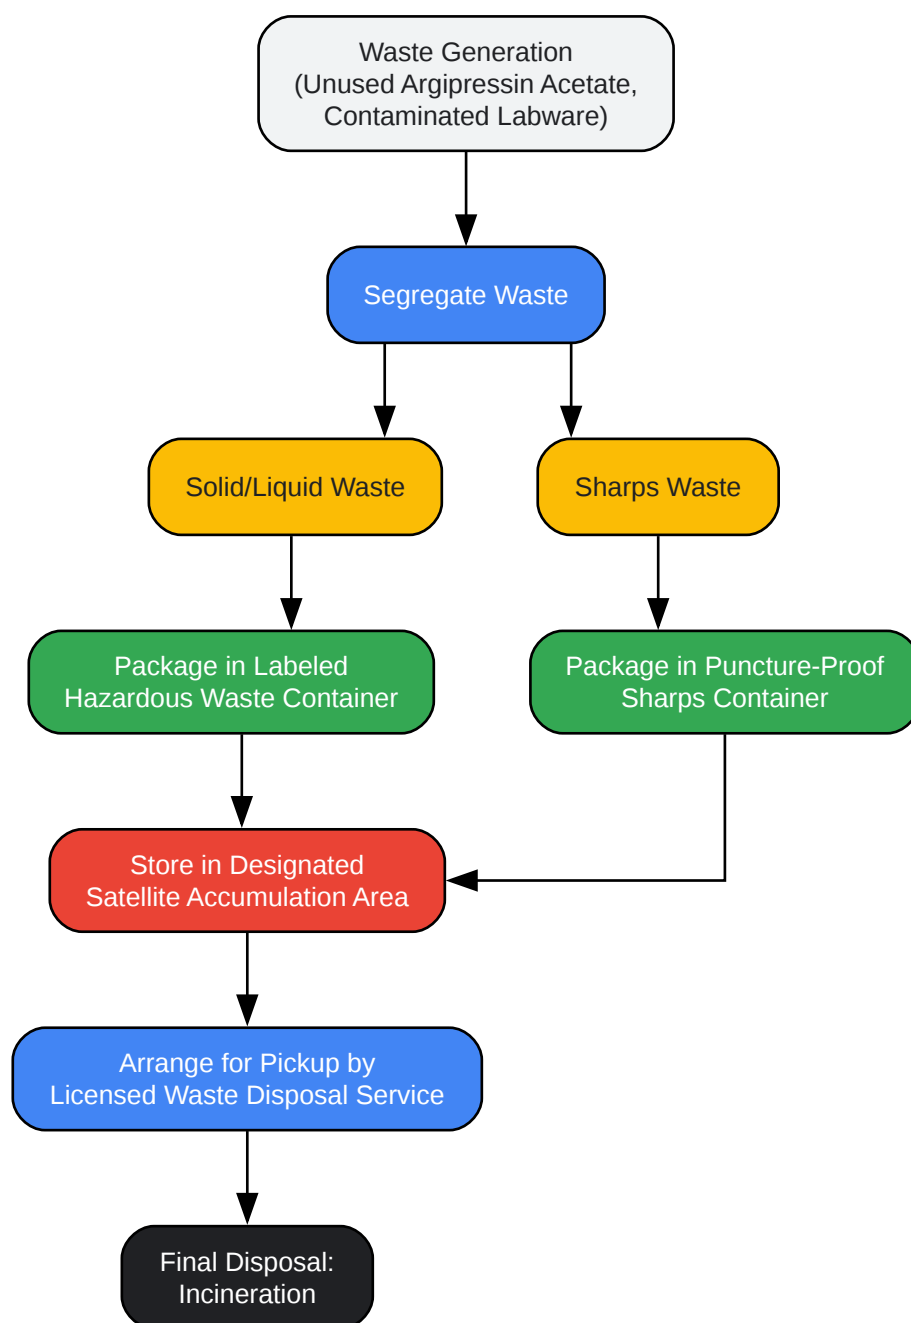 Waste Generation
(Unused Argipressin Acetate,
Contaminated Labware)
Segregate Waste
Solid/Liquid Waste
Sharps Waste
Package in Labeled
Hazardous Waste Container
Package in Puncture-Proof
Sharps Container
Store in Designated
Satellite Accumulation Area
Arrange for Pickup by
Licensed Waste Disposal Service
Final Disposal:
Incineration